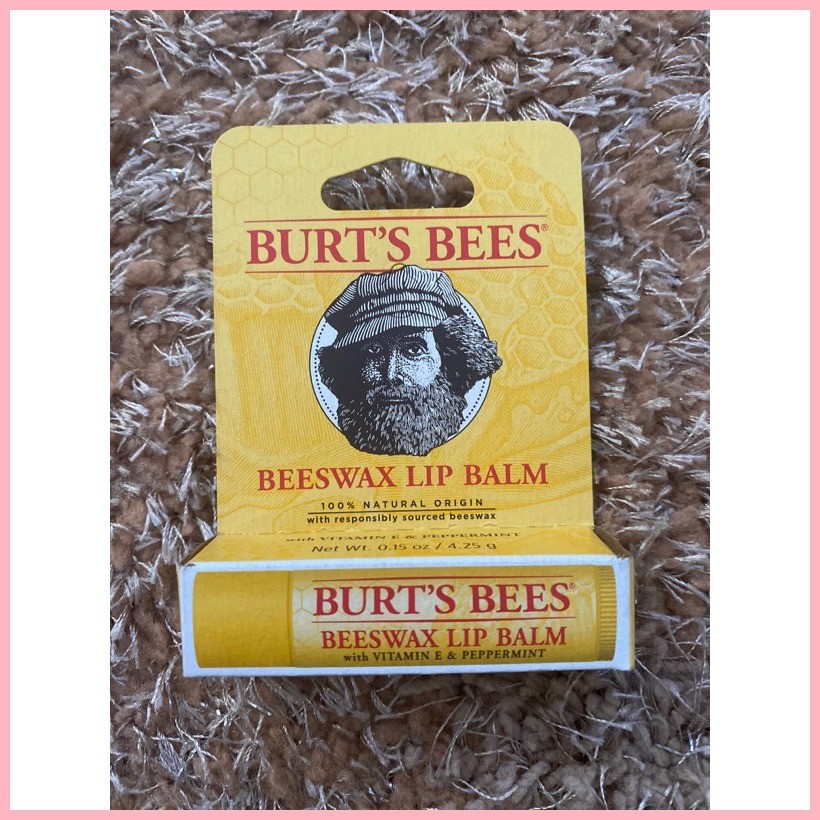 BURT'S BEES®
BEESWAX LIP BALM
100% NATURAL ORIGIN
with responsibly sourced beeswax
with VITAMIN E & PEPPERMINT
Net Wt. 0.15 oz / 4.25 g
BURT'S BEES®
BEESWAX LIP BALM
with VITAMIN E & PEPPERMINT